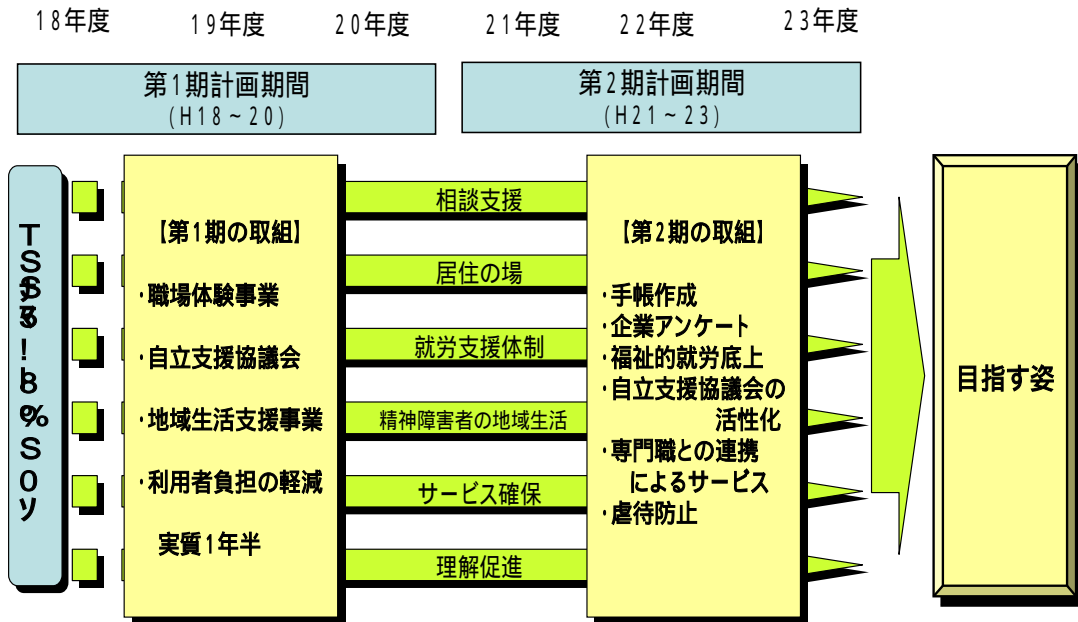 18年度 19年度 20年度 21年度 22年度 23年度
第1期計画期間
(H18~20)
第2期計画期間
(H21~23)
【第1期の取組】
・職場体験事業
・自立支援協議会
・地域生活支援事業
・利用者負担の軽減
実質1年半
相談支援
居住の場
就労支援体制
精神障害者の地域生活
サービス確保
理解促進
【第2期の取組】
・手帳作成
・企業アンケート
・福祉的就労底上
・自立支援協議会の
活性化
・専門職との連携
によるサービス
・虐待防止
目指す姿